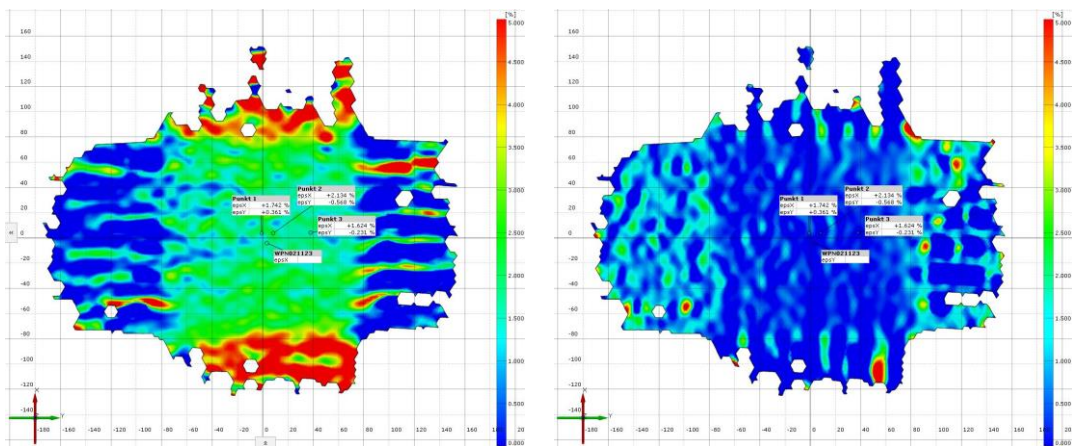 [%]
5.000
4.500
4.000
3.500
3.000
2.500
2.000
1.500
1.000
0.500
0.000
160
140
120
100
80
60
40
20
0
-20
-40
-60
-80
-100
-120
-140
Punkt 1
epsX +1.742 %
epsY +0.361 %
Punkt 2
epsX +2.134 %
epsY -0.568 %
Punkt 3
epsX +1.624 %
epsY -0.231 %
WPN021123
epsX
X
Y
-180 -160 -140 -120 -100 -80 -60 -40 -20 0 20 40 60 80 100 120 140 160
[%]
5.000
4.500
4.000
3.500
3.000
2.500
2.000
1.500
1.000
0.500
0.000
160
140
120
100
80
60
40
20
0
-20
-40
-60
-80
-100
-120
-140
Punkt 1
epsX +1.742 %
epsY +0.361 %
Punkt 2
epsX +2.134 %
epsY -0.568 %
Punkt 3
epsX +1.624 %
epsY -0.231 %
WPN021123
epsY
X
Y
-180 -160 -140 -120 -100 -80 -60 -40 -20 0 20 40 60 80 100 120 140 160